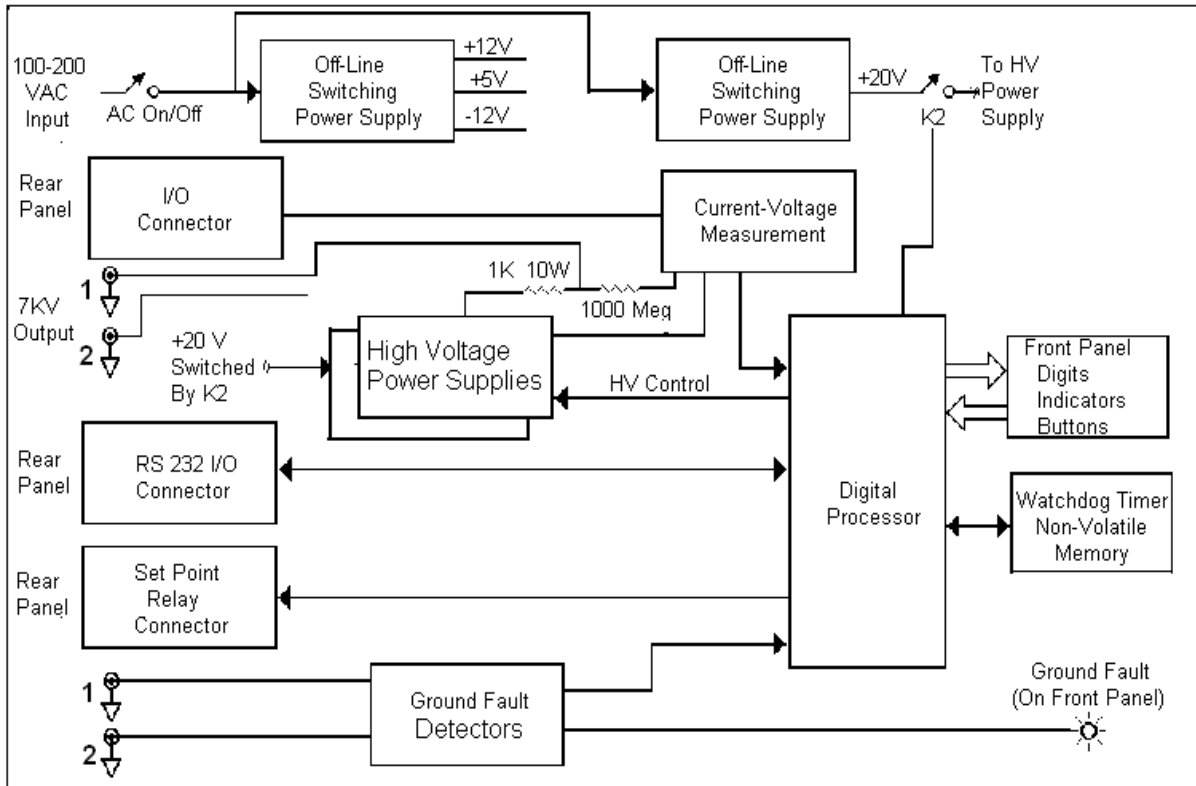 100-200
VAC
Input
AC On/Off
Off-Line
Switching
Power Supply
+12V
+5V
-12V
Off-Line
Switching
Power Supply
+20V
K2
To HV
Power
Supply
Rear
Panel
I/O
Connector
Current-Voltage
Measurement
1
7KV
Output
2
1K 10W
1000 Meg
+20 V
Switched
By K2
High Voltage
Power Supplies
HV Control
Front Panel
Digits
Indicators
Buttons
Rear
Panel
RS 232 I/O
Connector
Digital
Processor
Watchdog Timer
Non-Volatile
Memory
Rear
Panel
Set Point
Relay
Connector
1
2
Ground Fault
Detectors
Ground Fault
(On Front Panel)